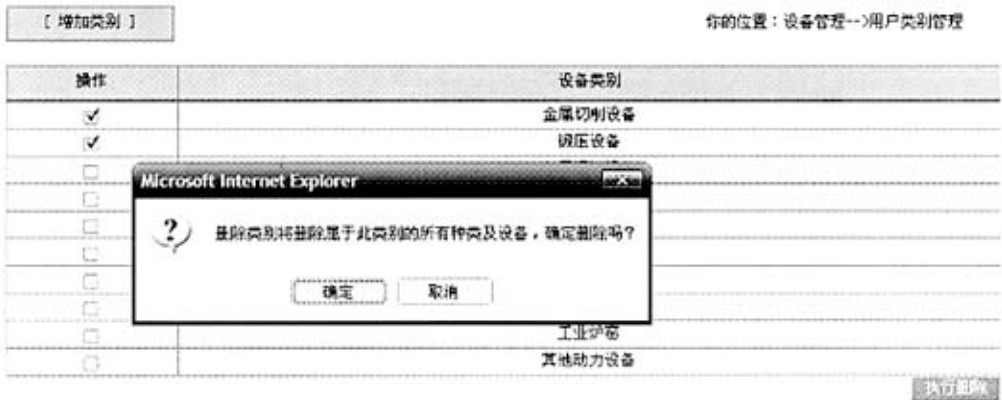 [ 增加类别 ]
你的位置：设备管理-->用户类别管理
操作
设备类别
金属切削设备
锻压设备
Microsoft Internet Explorer
删除类别将删除属于此类别的所有种类及设备，确定删除吗？
确定
取消
工业炉窑
其他动力设备
执行删除